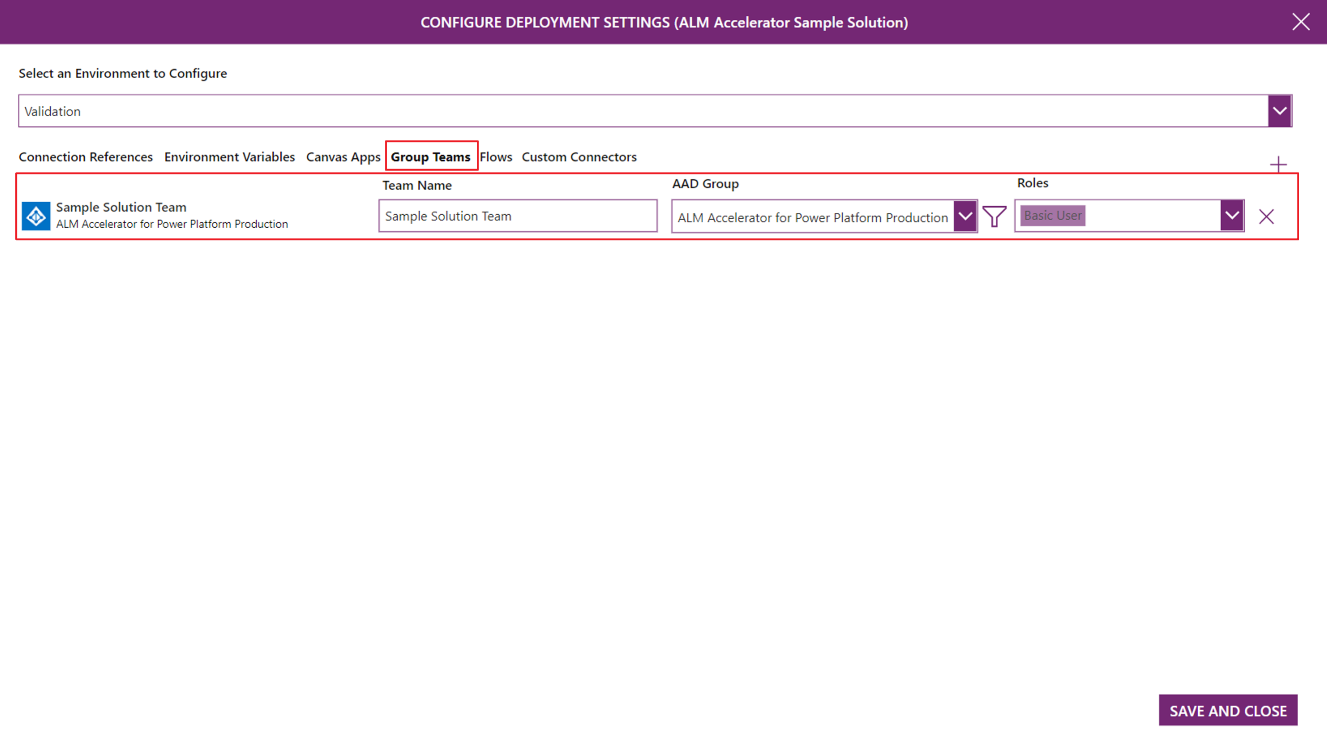 CONFIGURE DEPLOYMENT SETTINGS (ALM Accelerator Sample Solution)
Select an Environment to Configure
Validation
Connection References Environment Variables Canvas Apps Group Teams Flows Custom Connectors
Team Name AAD Group Roles
Sample Solution Team
ALM Accelerator for Power Platform Production
Sample Solution Team ALM Accelerator for Power Platform Production Basic User
SAVE AND CLOSE